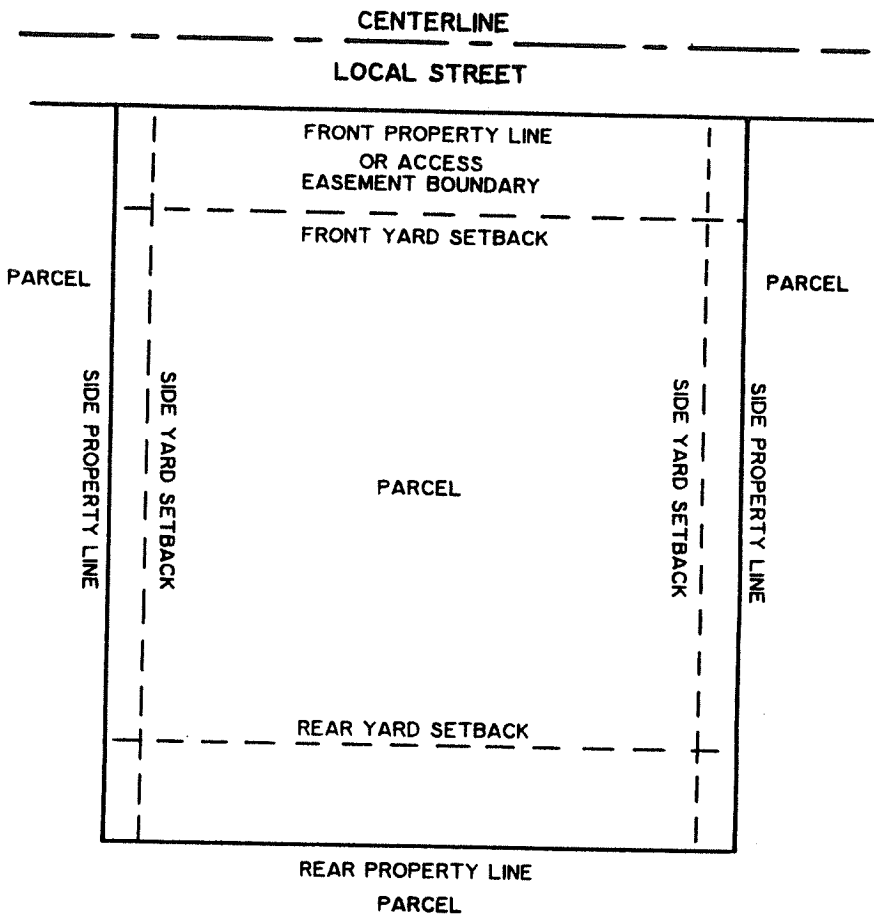 CENTERLINE
LOCAL STREET
FRONT PROPERTY LINE
OR ACCESS
EASEMENT BOUNDARY
FRONT YARD SETBACK
PARCEL
PARCEL
SIDE PROPERTY LINE
SIDE YARD SETBACK
PARCEL
SIDE YARD SETBACK
SIDE PROPERTY LINE
REAR YARD SETBACK
REAR PROPERTY LINE
PARCEL